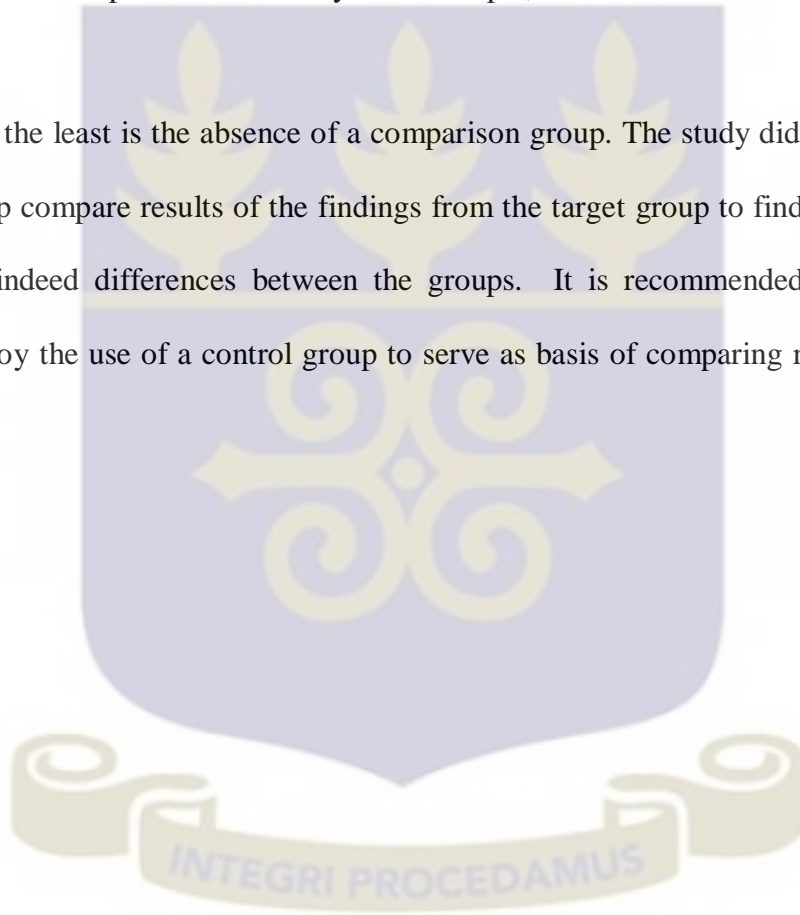 the least is the absence of a comparison group. The study did
p compare results of the findings from the target group to find
indeed differences between the groups. It is recommended
oy the use of a control group to serve as basis of comparing
INTEGRI PROCEDAMUS